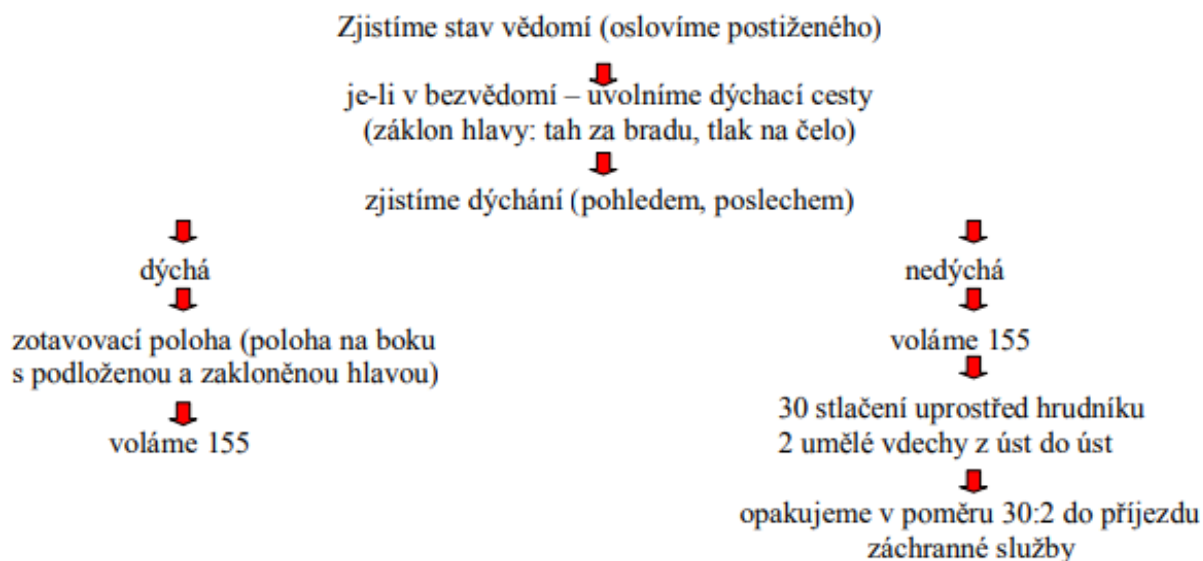 Zjistíme stav vědomí (oslovíme postiženého)
je-li v bezvědomí – uvolníme dýchací cesty
(záklon hlavy: tah za bradu, tlak na čelo)
zjistíme dýchání (pohledem, poslechem)
dýchá
zotavovací poloha (poloha na boku
s podloženou a zakloněnou hlavou)
voláme 155
nedýchá
voláme 155
30 stlačení uprostřed hrudníku
2 umělé vdechy z úst do úst
opakujeme v poměru 30:2 do příjezdu
záchranné služby